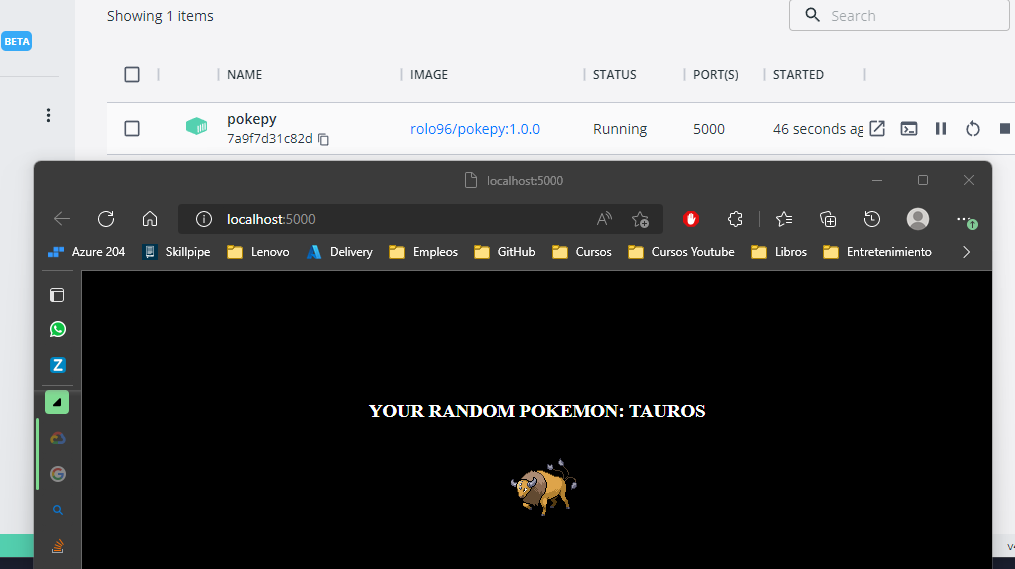 Showing 1 items
Search
BETA
NAME
IMAGE
STATUS
PORT(S)
STARTED
pokepy
7a9f7d31c82d
rolo96/pokepy:1.0.0
Running
5000
46 seconds ag
localhost:5000
localhost:5000
Azure 204
Skillpipe
Lenovo
Delivery
Empleos
GitHub
Cursos
Cursos Youtube
Libros
Entretenimiento
YOUR RANDOM POKEMON: TAUROS